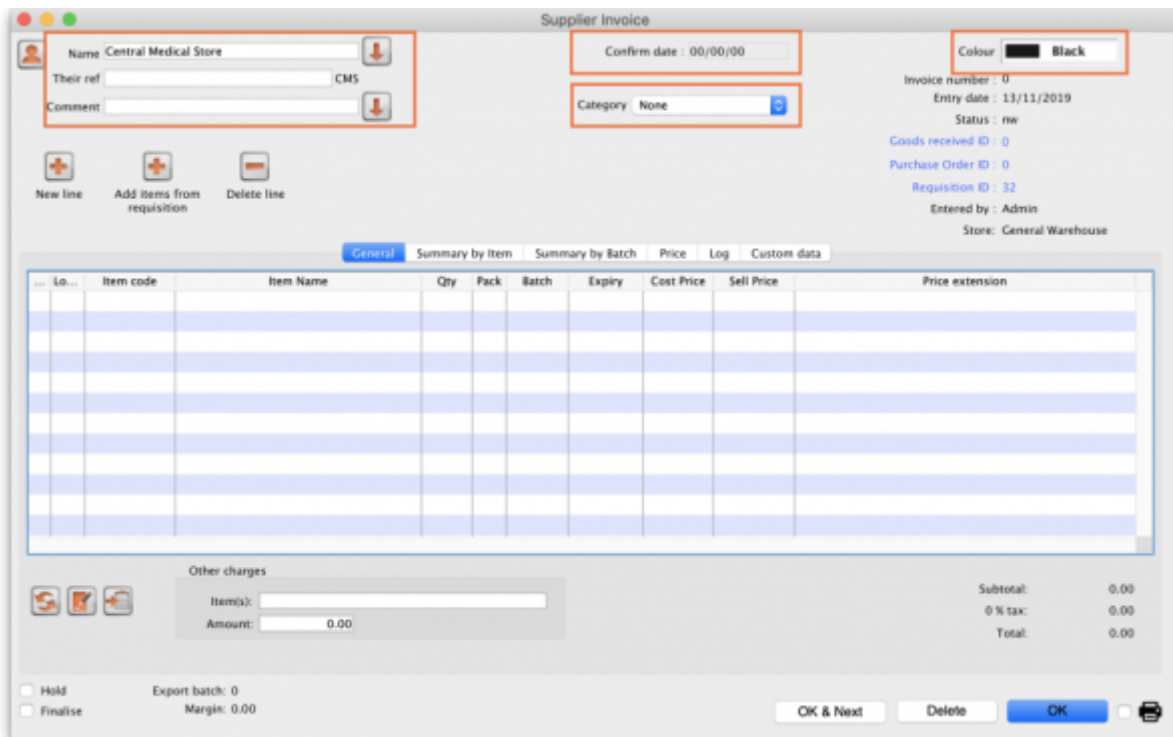 Supplier Invoice
Name Central Medical Store
Confirm date : 00/00/00
Colour Black
Their ref CMS
Invoice number : 0
Comment
Category None
Entry date : 13/11/2019
Status : nw
Goods received ID : 0
Purchase Order ID : 0
New line Add items from requisition Delete line
Requisition ID : 32
Entered by : Admin
Store: General Warehouse
General Summary by Item Summary by Batch Price Log Custom data
... Lo... Item code Item Name Qty Pack Batch Expiry Cost Price Sell Price Price extension
Other charges
Item(s):
Amount: 0.00
Subtotal: 0.00
0 % tax: 0.00
Total: 0.00
Hold Export batch: 0
Finalise Margin: 0.00
OK & Next Delete OK